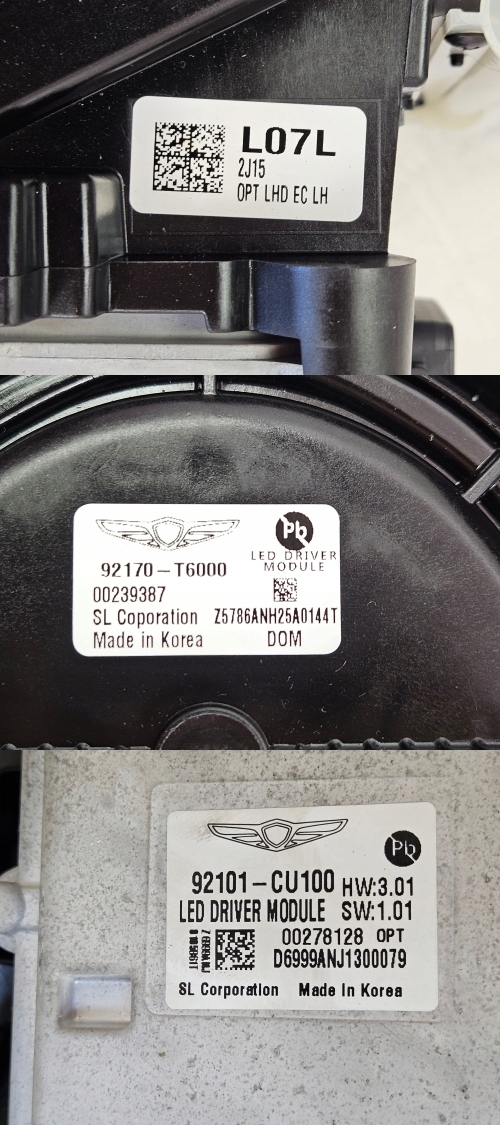 L07L
2J15
OPT LHD EC LH
Pb
LED DRIVER
MODULE
92170-T6000
00239387
SL Coporation Z5786ANH25A0144T
Made in Korea DOM
Pb
92101-CU100 HW:3.01
LED DRIVER MODULE SW:1.01
00278128 OPT
D6999ANJ1300079
SL Corporation Made In Korea